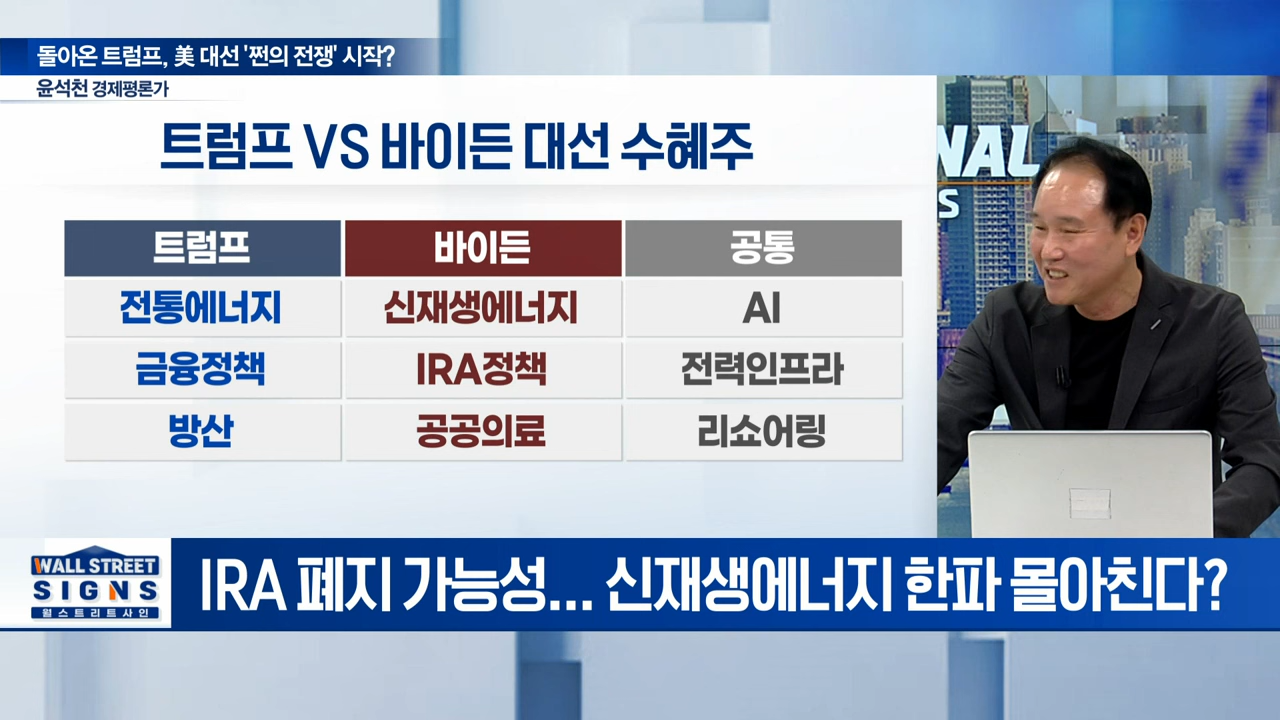 돌아온 트럼프, 美 대선 '쩐의 전쟁' 시작?
윤석천 경제평론가
트럼프 VS 바이든 대선 수혜주
트럼프 바이든 공통
전통에너지 신재생에너지 AI
금융정책 IRA정책 전력인프라
방산 공공의료 리쇼어링
NAL
S
WALL STREET
SIGNS
월스트리트사인
IRA 폐지 가능성... 신재생에너지 한파 몰아친다?